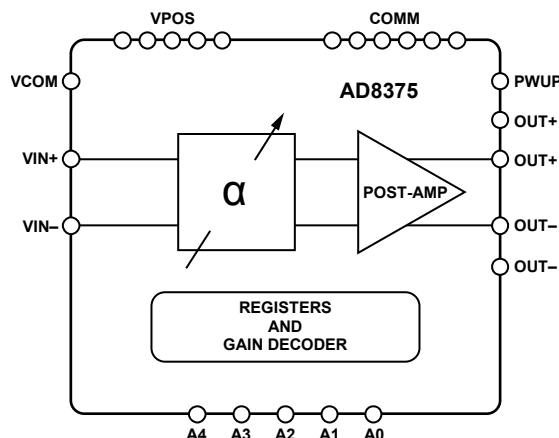 VPOS
COMM
VCOM
PWUP
AD8375
OUT+
VIN+
α
POST-AMP
OUT+
VIN–
OUT–
OUT–
REGISTERS
AND
GAIN DECODER
A4 A3 A2 A1 A0